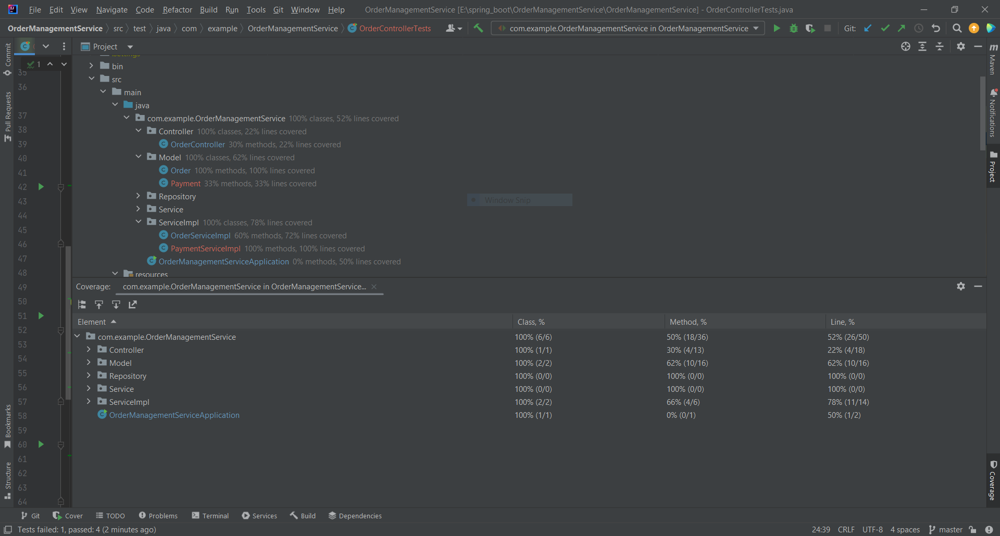 File Edit View Navigate Code Refactor Build Run Tools Git Window Help OrderManagementService [E:\spring_boot\OrderManagementService\OrderManagementService] - OrderControllerTests.java
OrderManagementService src test java com example OrderManagementService OrderControllerTests com.example.OrderManagementService in OrderManagementService Git:
Project
1
settings
bin
src
main
java
com.example.OrderManagementService 100% classes, 52% lines covered
Controller 100% classes, 22% lines covered
OrderController 30% methods, 22% lines covered
Model 100% classes, 62% lines covered
Order 100% methods, 100% lines covered
Payment 33% methods, 33% lines covered
Repository
Window Snip
Service
ServiceImpl 100% classes, 78% lines covered
OrderServiceImpl 60% methods, 72% lines covered
PaymentServiceImpl 100% methods, 100% lines covered
OrderManagementServiceApplication 0% methods, 50% lines covered
resources
35
36
37
38
39
40
41
42
43
44
45
46
47
48
49
50
51
52
53
54
55
56
57
58
59
60
61
62
63
64
Commit
Pull Requests
Bookmarks
Structure
Maven
Notifications
Project
Coverage
Coverage: com.example.OrderManagementService in OrderManagementService...
Element Class, % Method, % Line, %
com.example.OrderManagementService 100% (6/6) 50% (18/36) 52% (26/50)
Controller 100% (1/1) 30% (4/13) 22% (4/18)
Model 100% (2/2) 62% (10/16) 62% (10/16)
Repository 100% (0/0) 100% (0/0) 100% (0/0)
Service 100% (0/0) 100% (0/0) 100% (0/0)
ServiceImpl 100% (2/2) 66% (4/6) 78% (11/14)
OrderManagementServiceApplication 100% (1/1) 0% (0/1) 50% (1/2)
Git Cover TODO Problems Terminal Services Build Dependencies
Tests failed: 1, passed: 4 (2 minutes ago) 24:39 CRLF UTF-8 4 spaces master